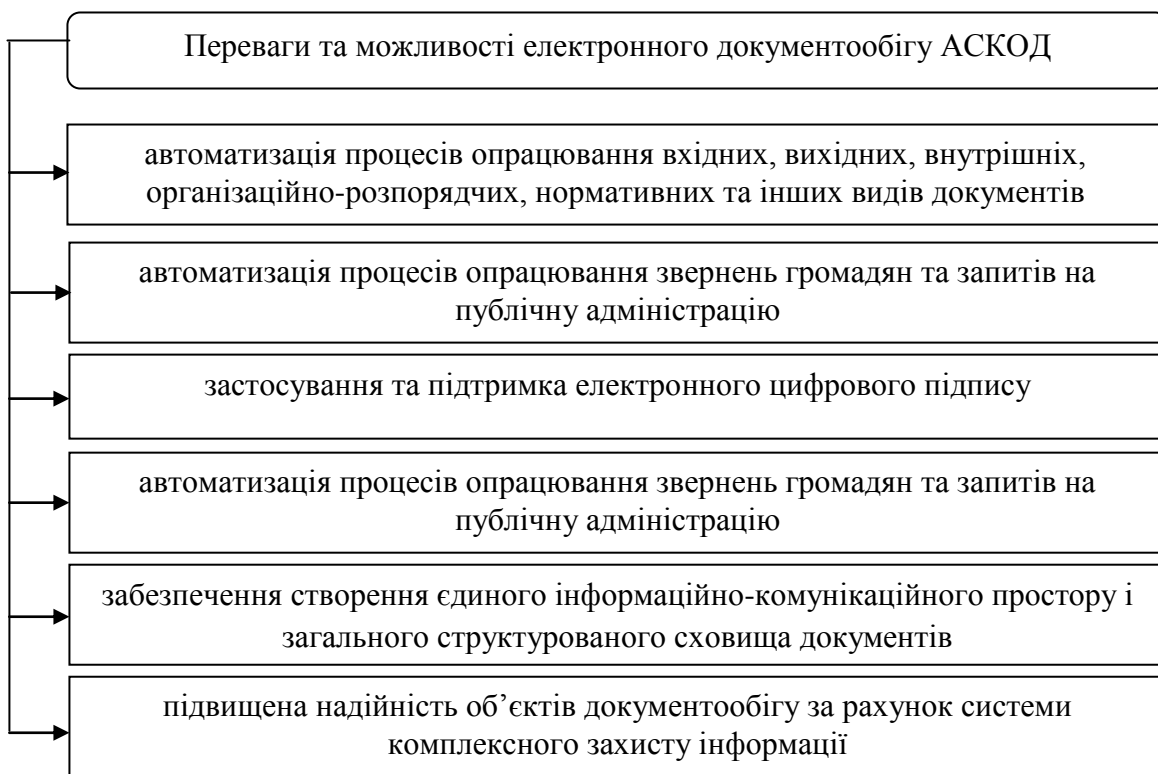 Переваги та можливості електронного документообігу АСКОД
автоматизація процесів опрацювання вхідних, вихідних, внутрішніх,
організаційно-розпорядчих, нормативних та інших видів документів
автоматизація процесів опрацювання звернень громадян та запитів на
публічну адміністрацію
застосування та підтримка електронного цифрового підпису
автоматизація процесів опрацювання звернень громадян та запитів на
публічну адміністрацію
забезпечення створення єдиного інформаційно-комунікаційного простору і
загального структурованого сховища документів
підвищена надійність об’єктів документообігу за рахунок системи
комплексного захисту інформації